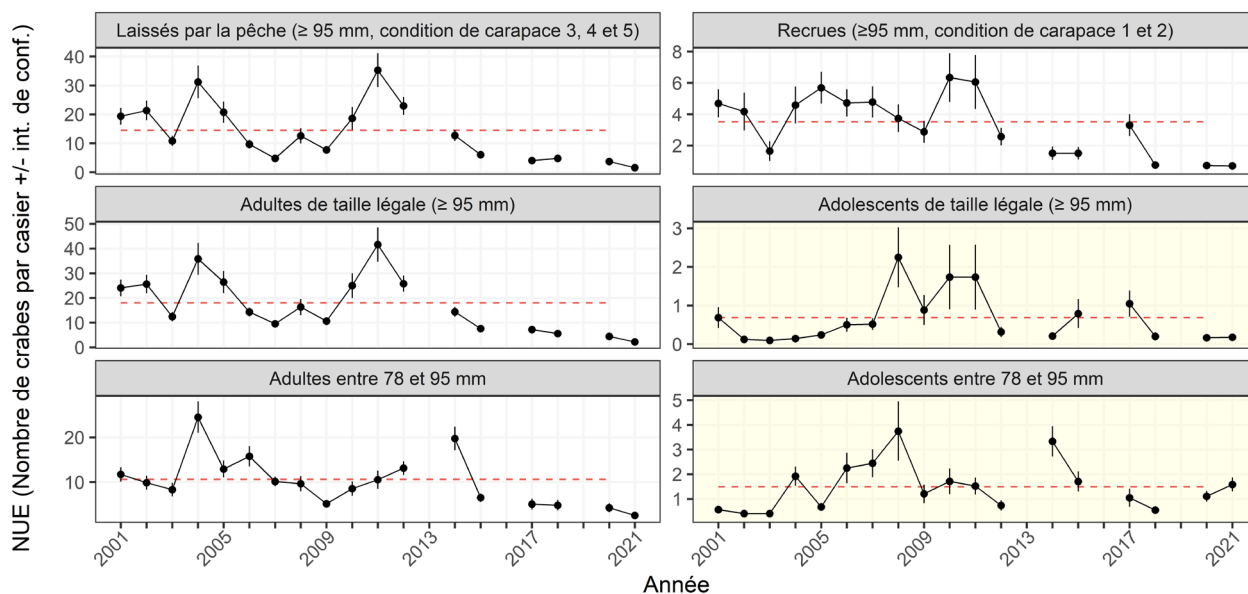 NUE (Nombre de crabes par casier +/- int. de conf.)
Laissés par la pêche (≥ 95 mm, condition de carapace 3, 4 et 5)
40
30
20
10
0
Recrues (≥95 mm, condition de carapace 1 et 2)
8
6
4
2
Adultes de taille légale (≥ 95 mm)
50
40
30
20
10
0
Adolescents de taille légale (≥ 95 mm)
3
2
1
0
Adultes entre 78 et 95 mm
20
10
Adolescents entre 78 et 95 mm
5
4
3
2
1
2001 2005 2009 2013 2017 2021
2001 2005 2009 2013 2017 2021
Année